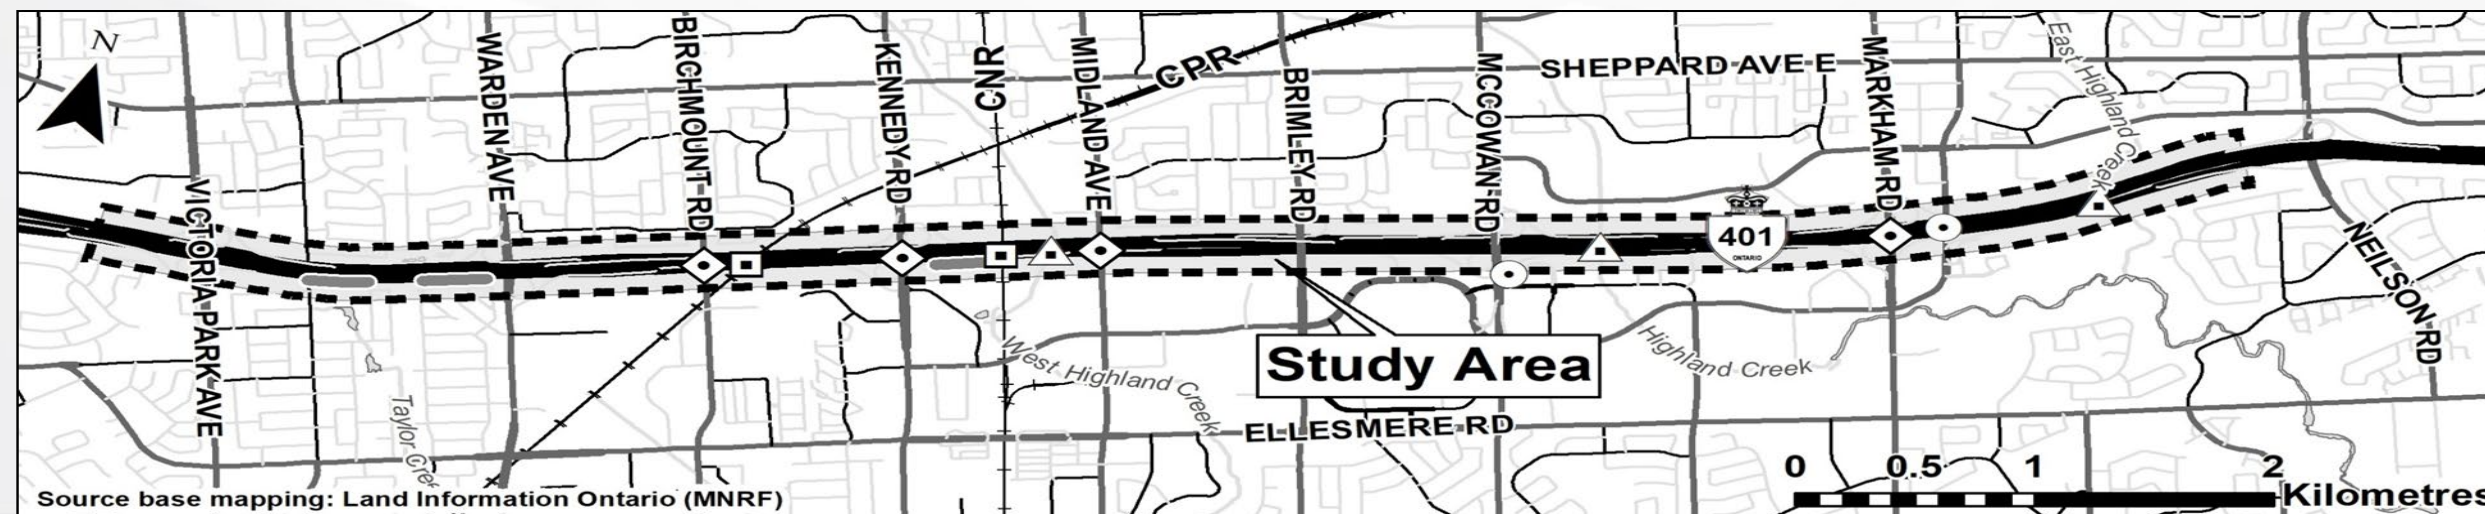 N
VICTORIA PARK AVE
WARDEN AVE
BIRCHMOUNT RD
KENNEDY RD
CNR
MIDLAND AVE
CPR
BRIMLEY RD
MCCOWAN RD
SHEPPARD AVE E
MARKHAM RD
East Highland Creek
NEILSON RD
401
ONTARIO
Study Area
West Highland Creek
Highland Creek
Taylor Cree
ELLESMERE RD
0 0.5 1 2
Kilometres
Source base mapping: Land Information Ontario (MNRF)